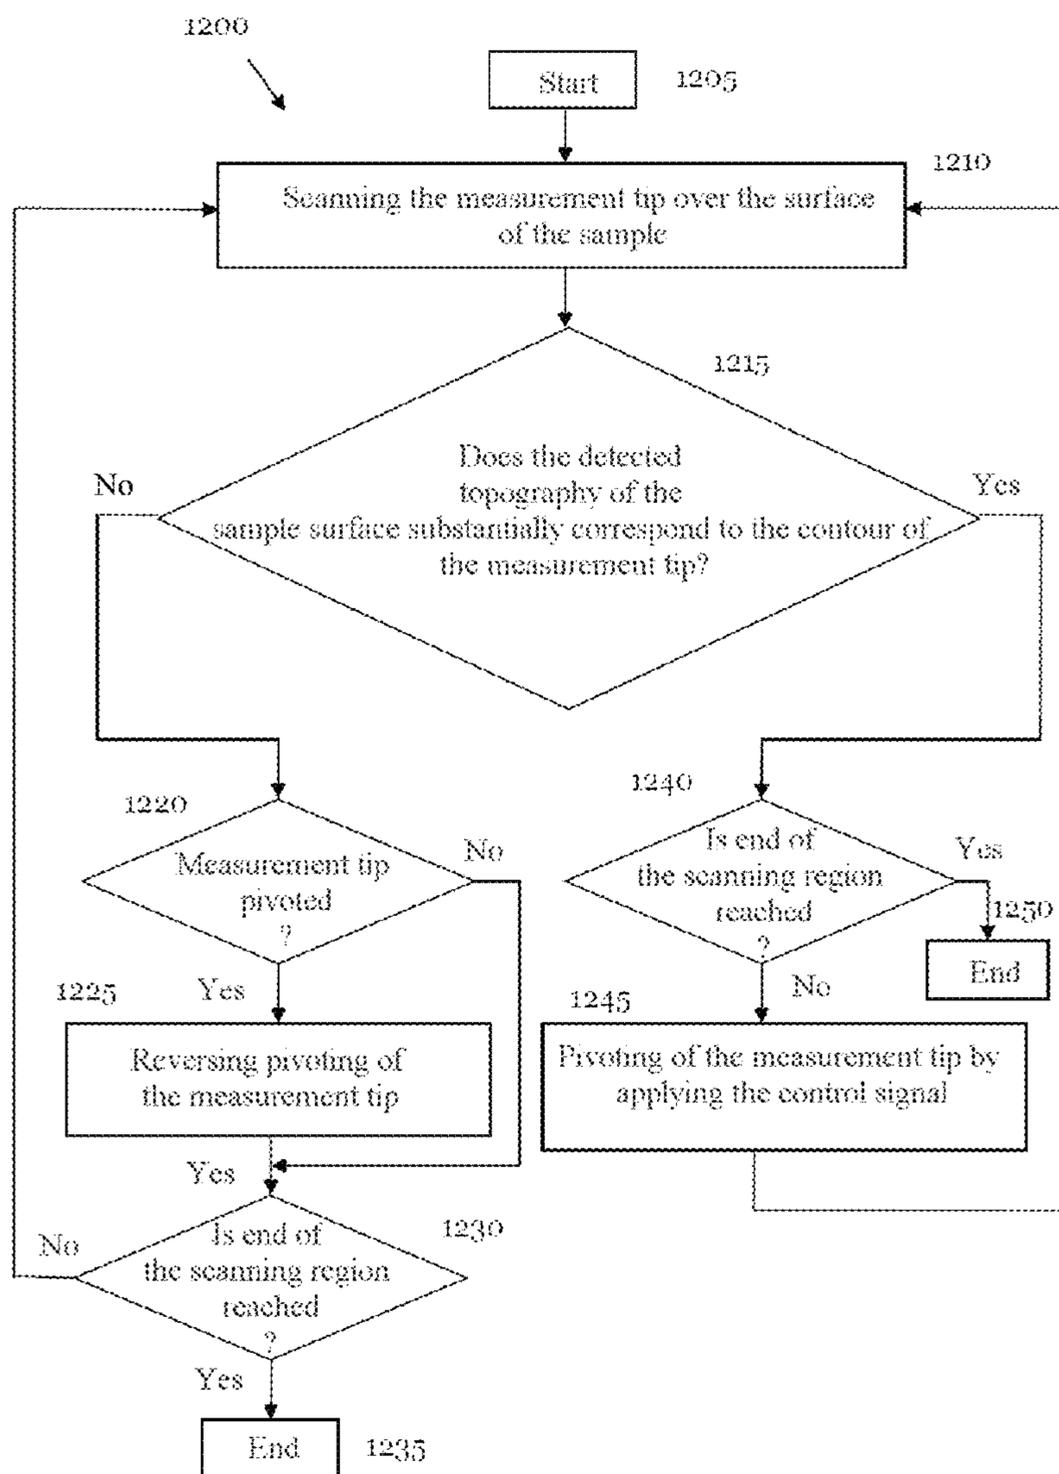 1200
Start
1205
1210
Scanning the measurement tip over the surface
of the sample
1215
Does the detected
topography of the
sample surface substantially correspond to the contour of
the measurement tip?
No
Yes
1220
Measurement tip
pivoted
?
No
1240
Is end of
the scanning region
reached
?
Yes
1250
End
Yes
1225
No
1245
Reversing pivoting of
the measurement tip
Pivoting of the measurement tip by
applying the control signal
Yes
1230
No
Is end of
the scanning region
reached
?
Yes
End
1235